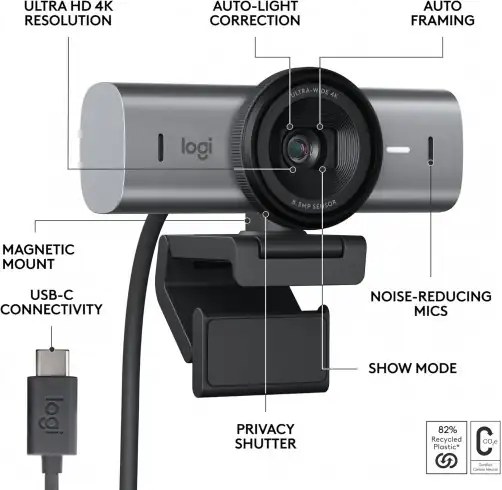 ULTRA HD 4K
RESOLUTION
AUTO-LIGHT
CORRECTION
AUTO
FRAMING
ULTRA-WIDE 4K
logi
8.5MP SENSOR
MAGNETIC
MOUNT
USB-C
CONNECTIVITY
NOISE-REDUCING
MICS
SHOW MODE
logi
PRIVACY
SHUTTER
82%
Recycled
Plastic*
CO₂e